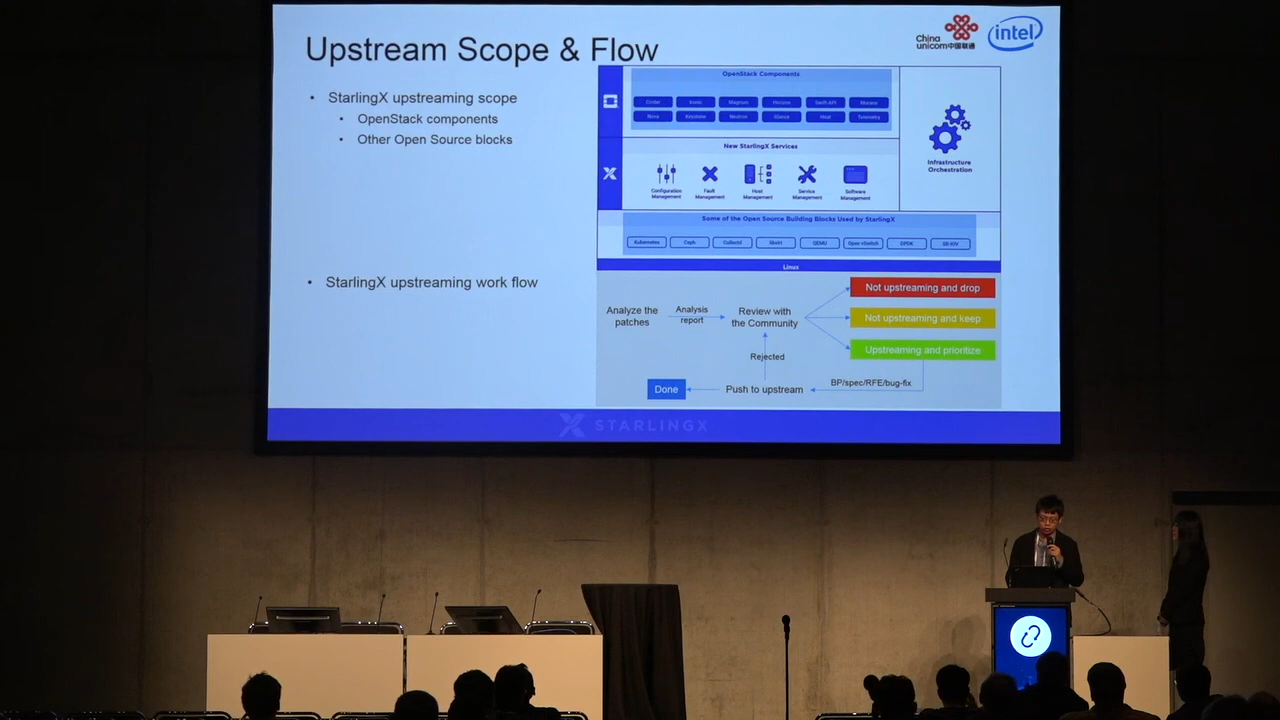 Upstream Scope & Flow
China
unicom中国联通
intel
• StarlingX upstreaming scope
• OpenStack components
• Other Open Source blocks
• StarlingX upstreaming work flow
OpenStack Components
Cinder Ironic Magnum Horizon Swift API Murano
Nova Keystone Neutron Glance Heat Telemetry
New StarlingX Services
Configuration
Management
Fault
Management
Host
Management
Service
Management
Software
Management
Infrastructure
Orchestration
Some of the Open Source Building Blocks Used by StarlingX
Kubernetes Ceph Collectd libvirt QEMU Open vSwitch DPDK SR-IOV
Linux
Analyze the
patches
Analysis
report
Review with
the Community
Not upstreaming and drop
Not upstreaming and keep
Upstreaming and prioritize
Rejected
BP/spec/RFE/bug-fix
Push to upstream
Done
STARLINGX